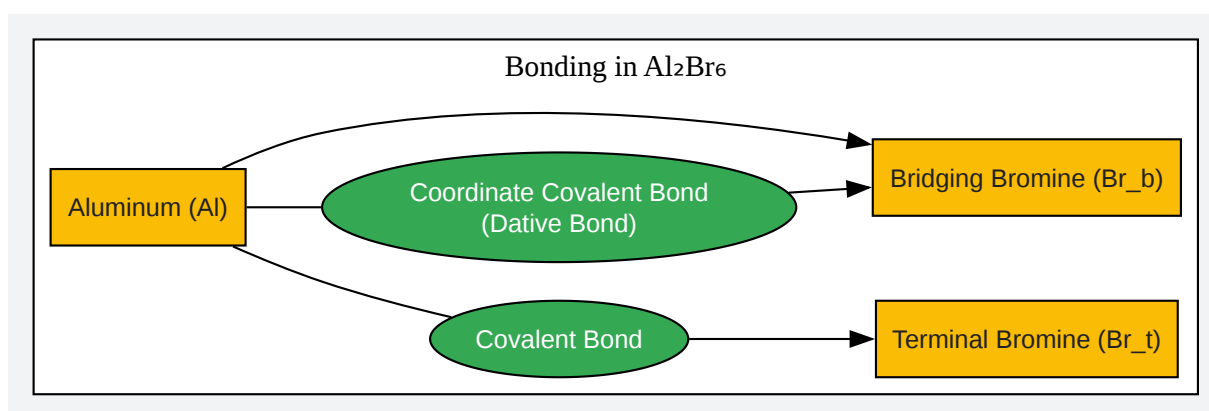 Bonding in Al₂Br₆
Aluminum (Al)
Coordinate Covalent Bond
(Dative Bond)
Bridging Bromine (Br_b)
Covalent Bond
Terminal Bromine (Br_t)